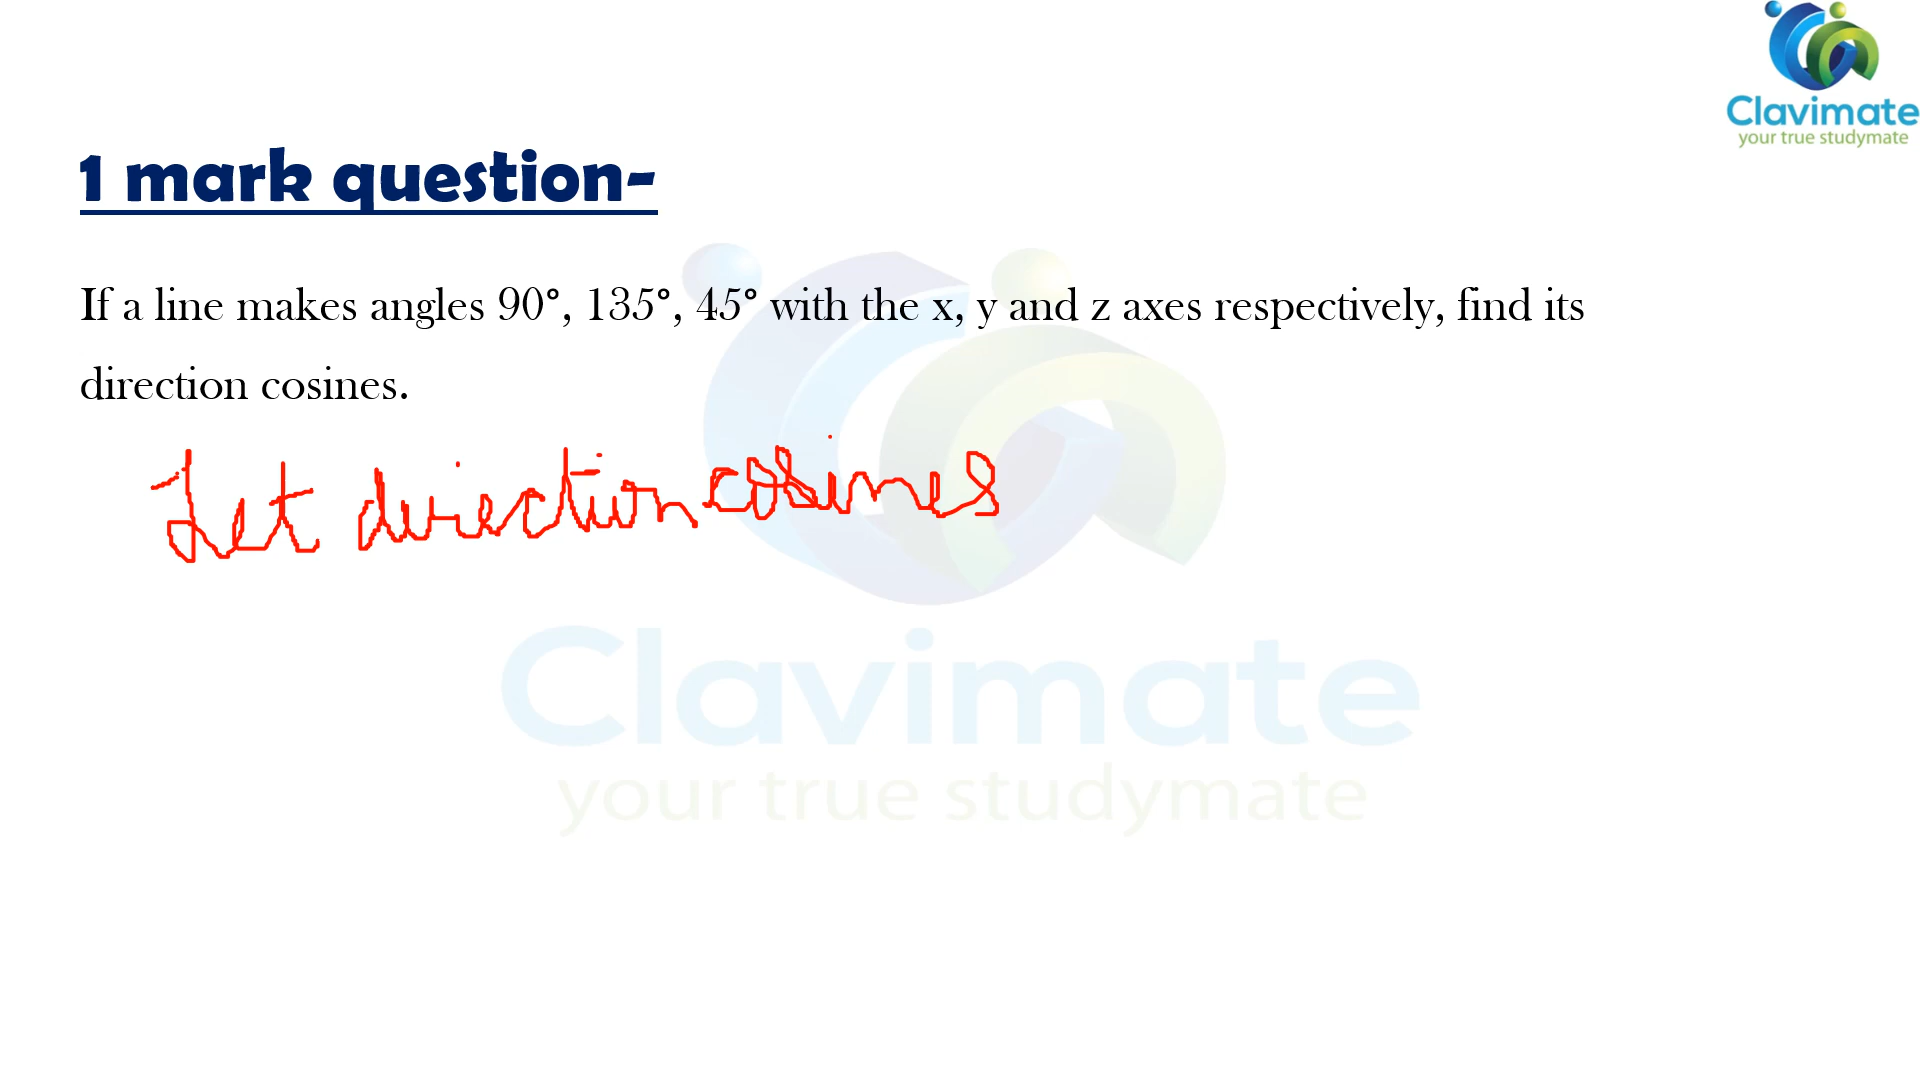 Clavimate
your true studymate
1 mark question-
If a line makes angles 90°, 135°, 45° with the x, y and z axes respectively, find its
direction cosines.
Let direction cosines
Clavimate
your true studymate